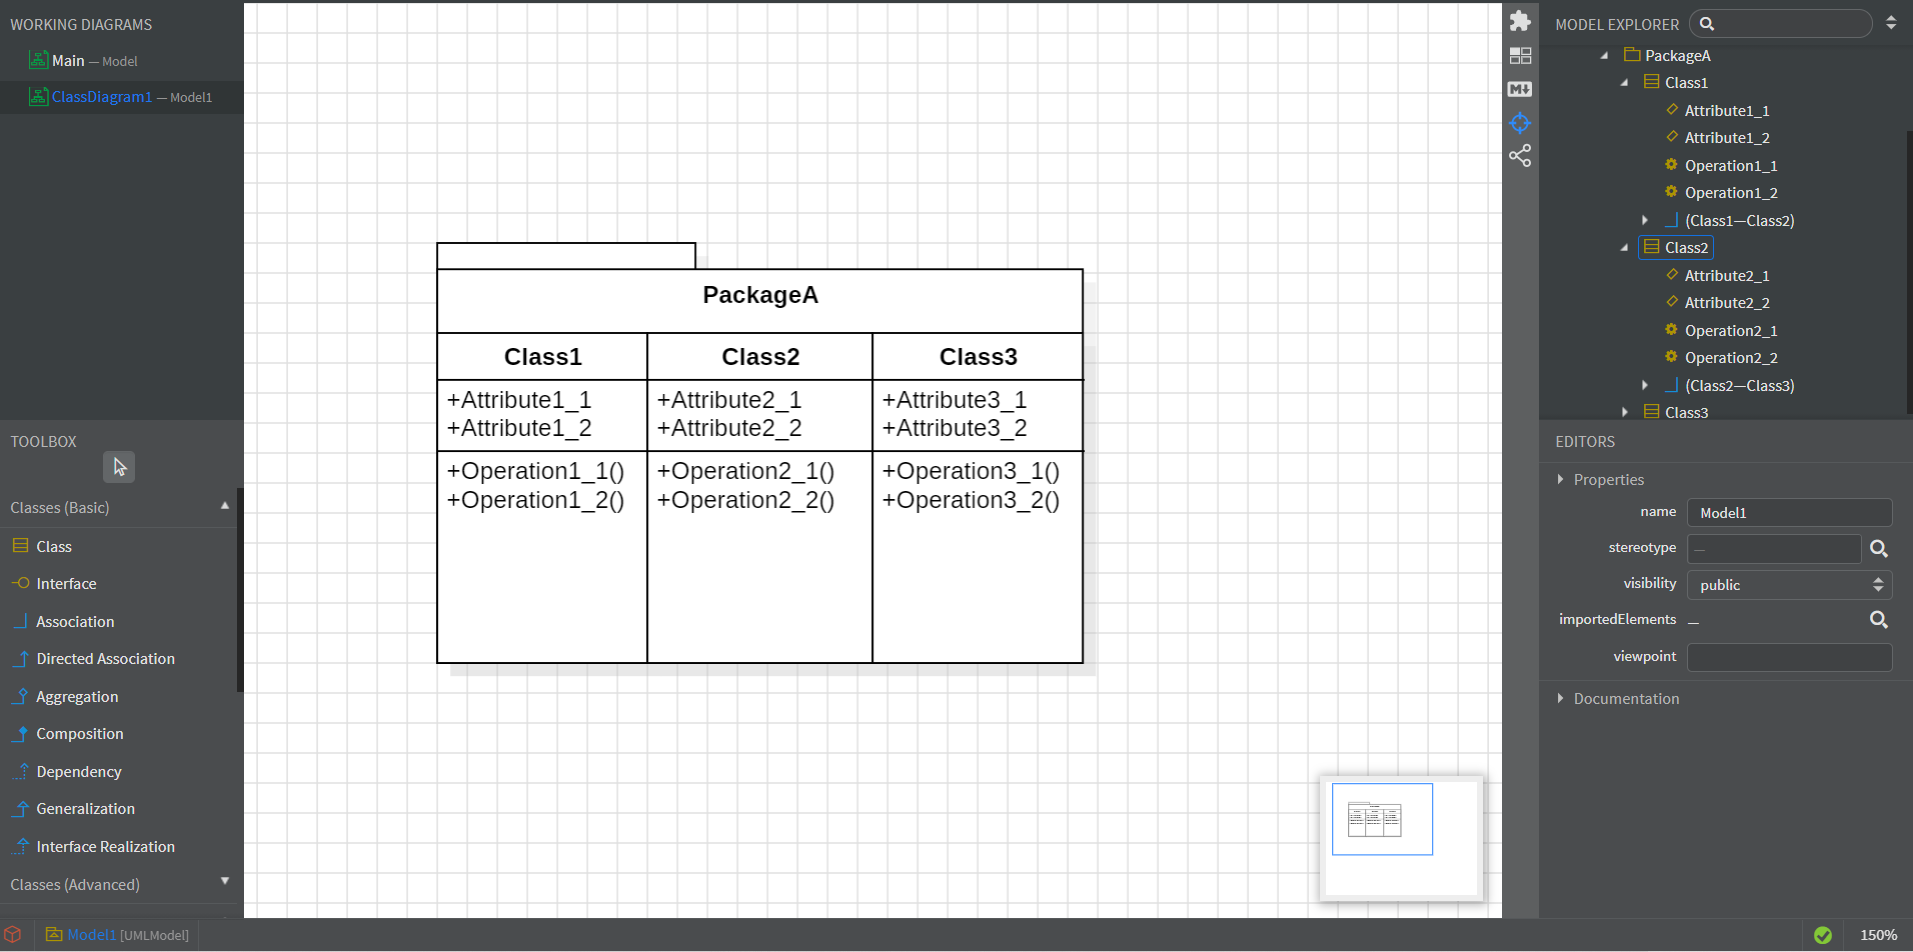 WORKING DIAGRAMS
Main — Model
ClassDiagram1 — Model1
TOOLBOX
Classes (Basic)
Class
Interface
Association
Directed Association
Aggregation
Composition
Dependency
Generalization
Interface Realization
Classes (Advanced)
PackageA
Class1 Class2 Class3
+Attribute1_1 +Attribute2_1 +Attribute3_1
+Attribute1_2 +Attribute2_2 +Attribute3_2
+Operation1_1() +Operation2_1() +Operation3_1()
+Operation1_2() +Operation2_2() +Operation3_2()
M
MODEL EXPLORER
PackageA
Class1
Attribute1_1
Attribute1_2
Operation1_1
Operation1_2
(Class1—Class2)
Class2
Attribute2_1
Attribute2_2
Operation2_1
Operation2_2
(Class2—Class3)
Class3
EDITORS
Properties
name Model1
stereotype —
visibility public
importedElements —
viewpoint
Documentation
Model1 [UMLModel]
150%